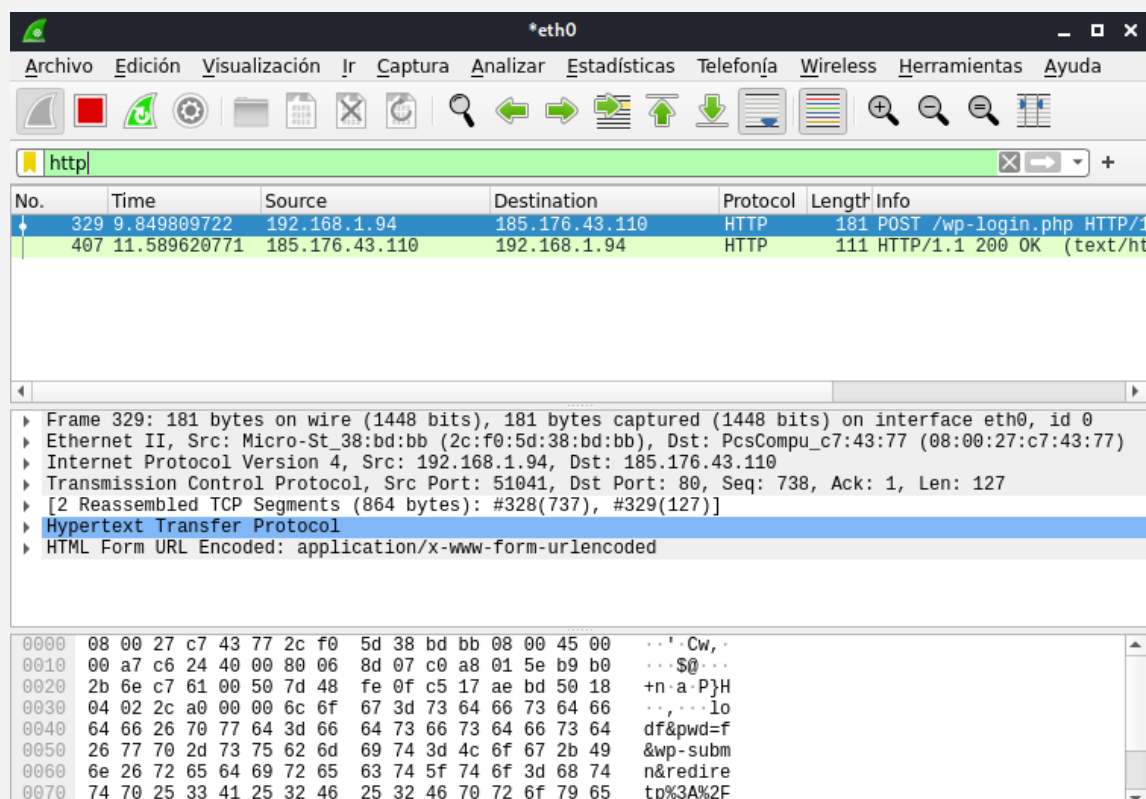 *eth0
Archivo Edición Visualización Ir Captura Analizar Estadísticas Telefonía Wireless Herramientas Ayuda
http
No. Time Source Destination Protocol Length Info
329 9.849809722 192.168.1.94 185.176.43.110 HTTP 181 POST /wp-login.php HTTP/1
407 11.589620771 185.176.43.110 192.168.1.94 HTTP 111 HTTP/1.1 200 OK (text/ht
Frame 329: 181 bytes on wire (1448 bits), 181 bytes captured (1448 bits) on interface eth0, id 0
Ethernet II, Src: Micro-St_38:bd:bb (2c:f0:5d:38:bd:bb), Dst: PcsCompu_c7:43:77 (08:00:27:c7:43:77)
Internet Protocol Version 4, Src: 192.168.1.94, Dst: 185.176.43.110
Transmission Control Protocol, Src Port: 51041, Dst Port: 80, Seq: 738, Ack: 1, Len: 127
[2 Reassembled TCP Segments (864 bytes): #328(737), #329(127)]
Hypertext Transfer Protocol
HTML Form URL Encoded: application/x-www-form-urlencoded
0000 08 00 27 c7 43 77 2c f0 5d 38 bd bb 08 00 45 00 ··'·Cw,·
0010 00 a7 c6 24 40 00 80 06 8d 07 c0 a8 01 5e b9 b0 ···$@···
0020 2b 6e c7 61 00 50 7d 48 fe 0f c5 17 ae bd 50 18 +n·a·P}H
0030 04 02 2c a0 00 00 6c 6f 67 3d 73 64 66 73 64 66 ··,···lo
0040 64 66 26 70 77 64 3d 66 64 73 66 73 64 66 73 64 df&pwd=f
0050 26 77 70 2d 73 75 62 6d 69 74 3d 4c 6f 67 2b 49 &wp-subm
0060 6e 26 72 65 64 69 72 65 63 74 5f 74 6f 3d 68 74 n&redire
0070 74 70 25 33 41 25 32 46 25 32 46 70 72 6f 79 65 tp%3A%2F